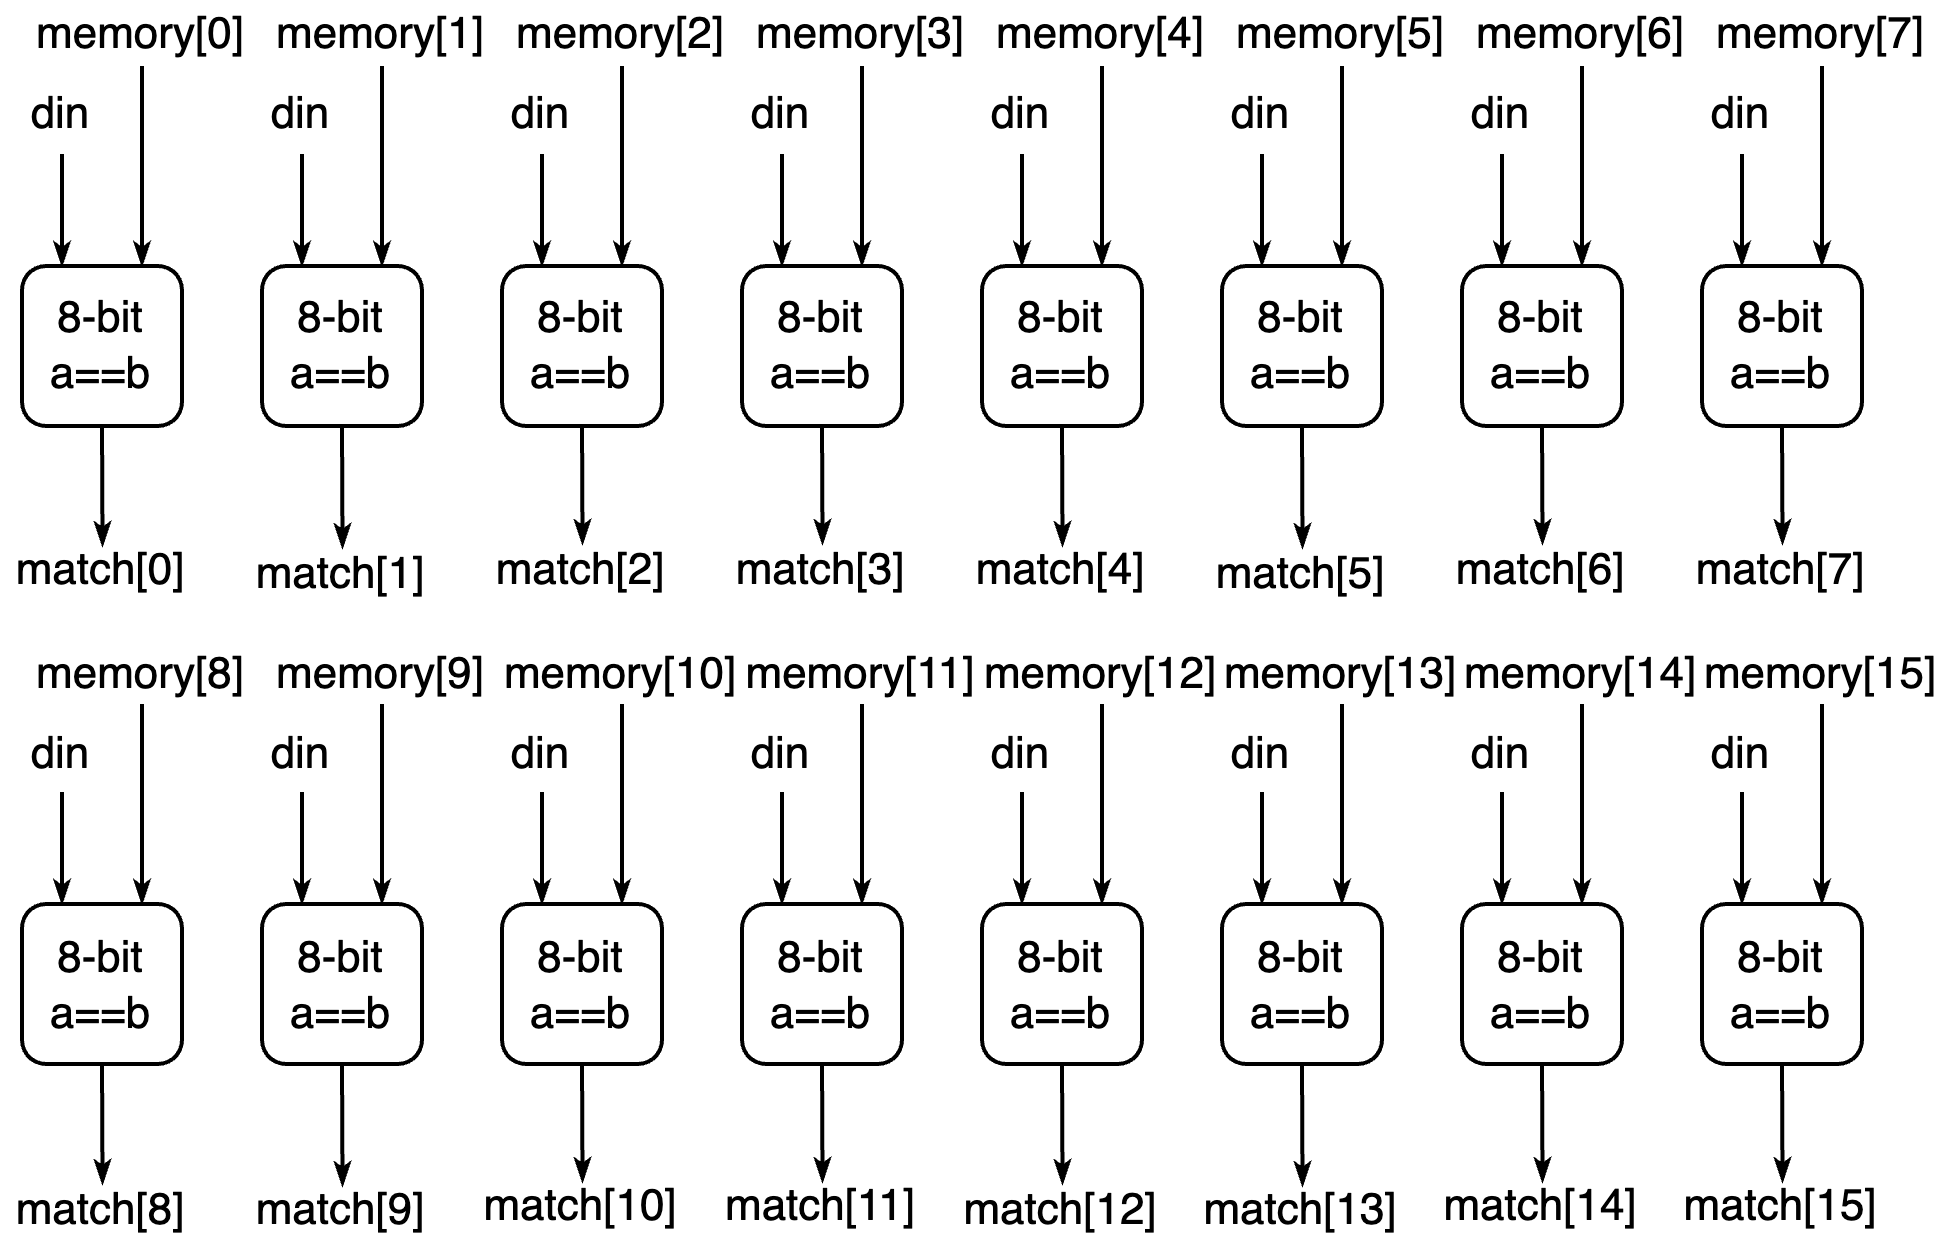 memory[0] memory[1] memory[2] memory[3] memory[4] memory[5] memory[6] memory[7]
din din din din din din din din
8-bit 8-bit 8-bit 8-bit 8-bit 8-bit 8-bit 8-bit
a==b a==b a==b a==b a==b a==b a==b a==b
match[0] match[1] match[2] match[3] match[4] match[5] match[6] match[7]
memory[8] memory[9] memory[10] memory[11] memory[12] memory[13] memory[14] memory[15]
din din din din din din din din
8-bit 8-bit 8-bit 8-bit 8-bit 8-bit 8-bit 8-bit
a==b a==b a==b a==b a==b a==b a==b a==b
match[8] match[9] match[10] match[11] match[12] match[13] match[14] match[15]